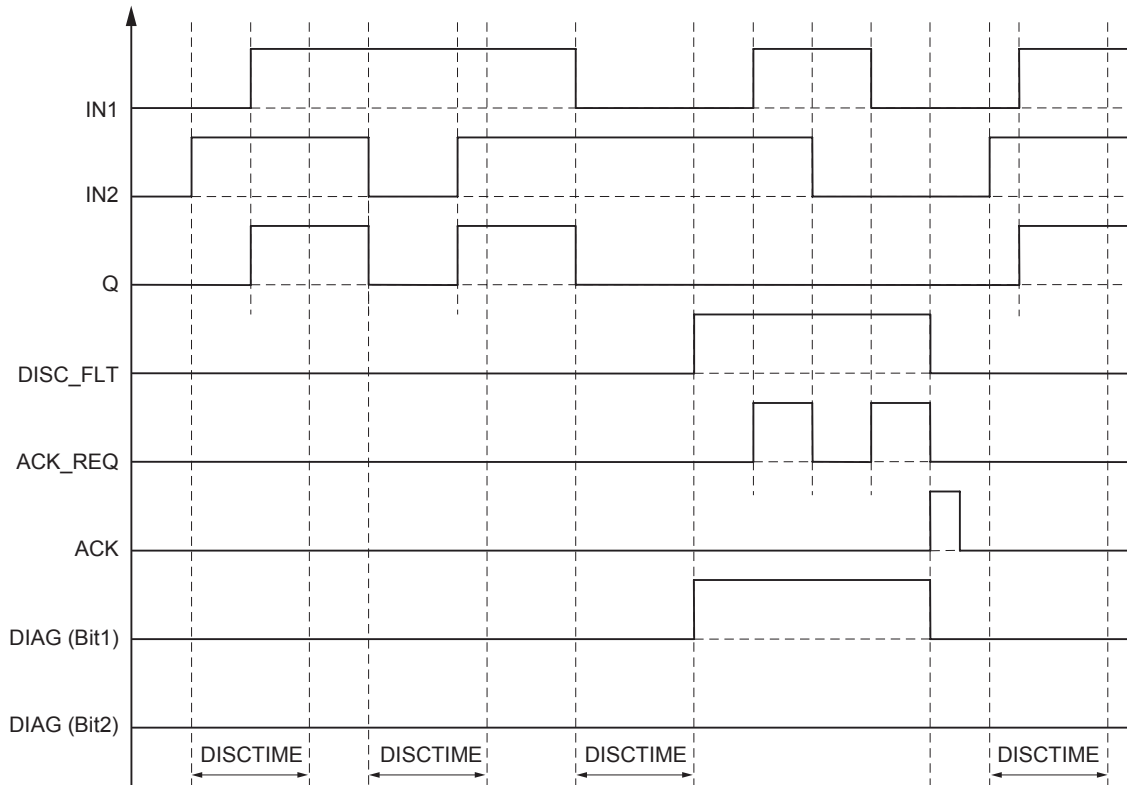 IN1
IN2
Q
DISC_FLT
ACK_REQ
ACK
DIAG (Bit1)
DIAG (Bit2)
DISCTIME DISCTIME DISCTIME DISCTIME